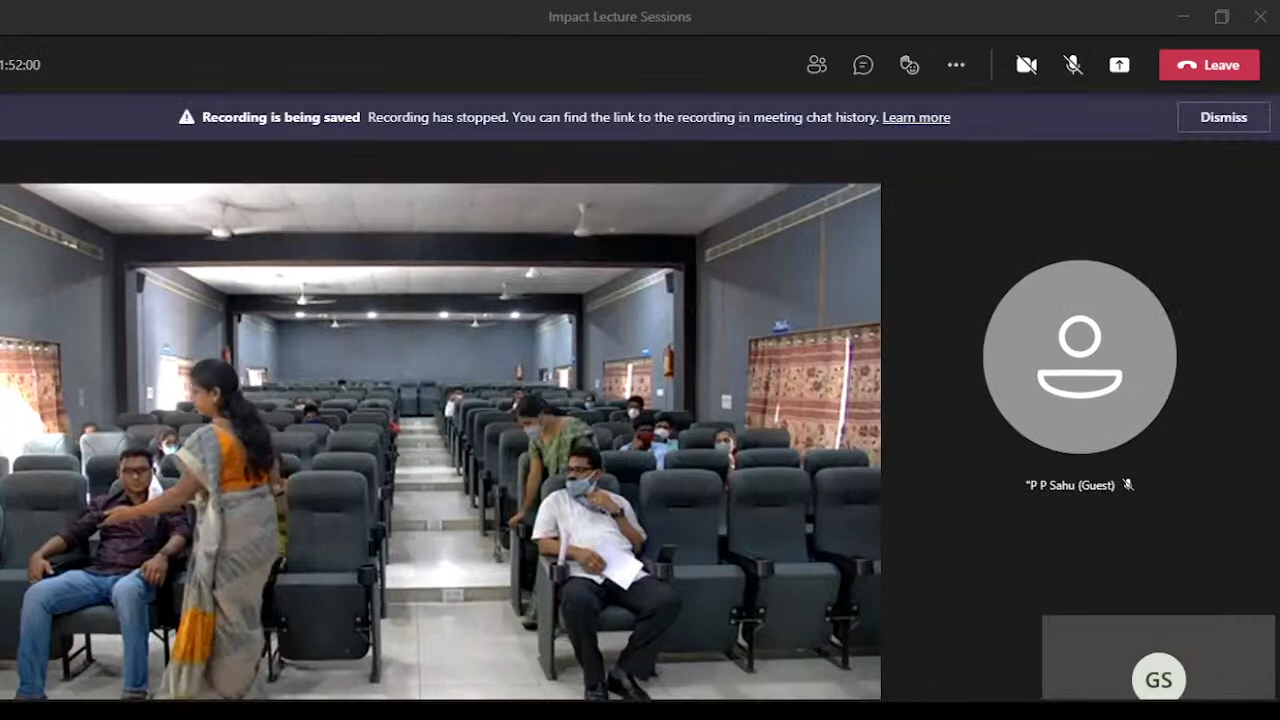 Impact Lecture Sessions
1:52:00
Leave
Recording is being saved Recording has stopped. You can find the link to the recording in meeting chat history. Learn more
Dismiss
"P P Sahu (Guest)
GS